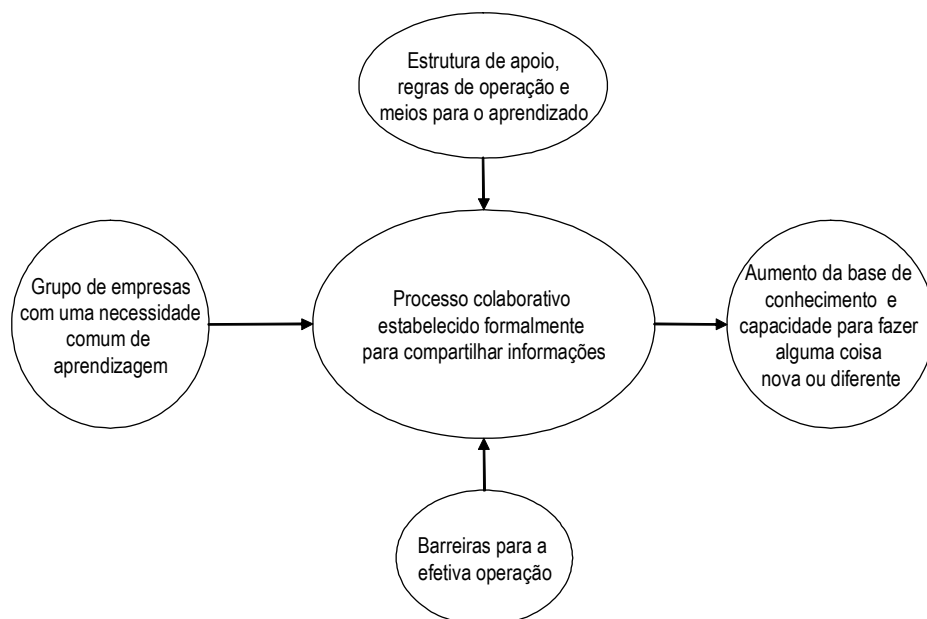 Estrutura de apoio,
regras de operação e
meios para o aprendizado
Grupo de empresas
com uma necessidade
comum de
aprendizagem
Processo colaborativo
estabelecido formalmente
para compartilhar informações
Aumento da base de
conhecimento e
capacidade para fazer
alguma coisa
nova ou diferente
Barreiras para a
efetiva operação